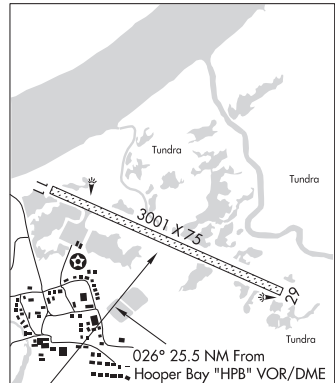 Tundra
Tundra
11
3001 X 75
29
Tundra
026° 25.5 NM From
Hooper Bay "HPB" VOR/DME